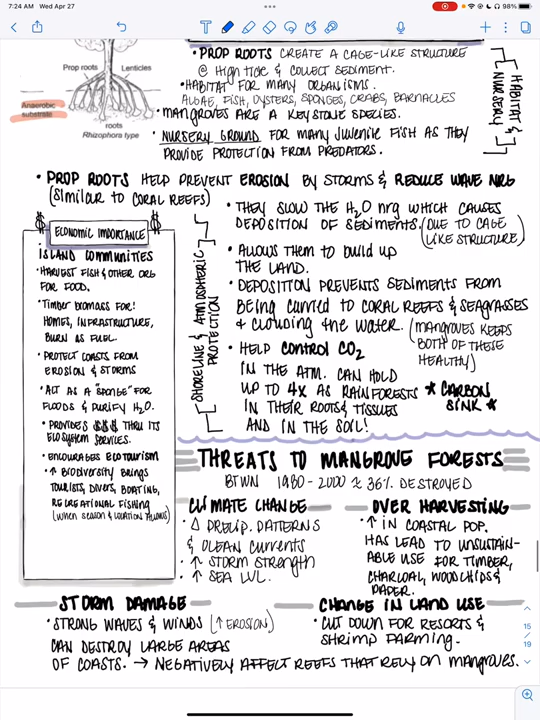 7:24 AM Wed Apr 27
98%
Prop roots
Lenticles
Anaerobic
substrate
roots
Rhizophora type
• PROP ROOTS CREATE A CAGE-LIKE STRUCTURE
@ High tide & COLLECT SEDIMENT.
• HABITAT FOR MANY ORGANISMS.
ALGAE, FISH, OYSTERS, SPONGES, CRABS, BARNACLES
• MANGROVES ARE A KEYSTONE SPECIES.
• NURSERY GROUND FOR MANY JUVENILE FISH AS THEY
PROVIDE PROTECTION FROM PREDATORS.
HABITAT &
NURSERY
• PROP ROOTS HELP PREVENT EROSION BY STORMS & REDUCE WAVE NRG
(SIMILAR TO CORAL REEFS)
$ ECONOMIC IMPORTANCE $
ISLAND COMMUNITIES
• HARVEST FISH & OTHER ORG
FOR FOOD.
• Timber biomass FOR:
HOMES, INFRASTRUCTURE,
BURN AS FUEL.
• PROTECT COASTS FROM
EROSION & STORMS
• ACT AS A "SPONGE" FOR
FLOODS & PURIFY H₂O.
• PROVIDES $$$ THRU ITS
ECOSYSTEM SERVICES.
• ENCOURAGES ECOTOURISM
• ↑ Biodiversity BRINGS
TOURISTS, DIVERS, BOATING,
RECREATIONAL FISHING
(WHEN SEASON & LOCATION ALLOWS)
SHORELINE & ATMOSPHERIC
PROTECTION
• THEY SLOW THE H₂O nrg WHICH CAUSES
DEPOSITION OF SEDIMENTS. (DUE TO CAGE
LIKE STRUCTURE)
• ALLOWS THEM TO BUILD UP
THE LAND.
• DEPOSITION PREVENTS SEDIMENTS FROM
BEING CARRIED TO CORAL REEFS & SEAGRASSES
& CLOUDING THE WATER. (MANGROVES KEEPS
BOTH OF THESE
HEALTHY)
• HELP CONTROL CO₂
IN THE ATM. CAN HOLD
UP TO 4X AS RAINFORESTS
IN THEIR ROOTS & TISSUES
AND IN THE SOIL!
* CARBON
SINK *
THREATS TO MANGROVE FORESTS
BTWN 1980-2000 ≈ 36% DESTROYED
CLIMATE CHANGE
• Δ PRECIP. PATTERNS
& OCEAN CURRENTS
• ↑ STORM STRENGTH
• ↑ SEA LVL.
OVER HARVESTING
• ↑ IN COASTAL POP.
HAS LEAD TO UNSUSTAIN-
ABLE USE FOR TIMBER,
CHARCOAL, WOODCHIPS &
PAPER.
STORM DAMAGE
• STRONG WAVES & WINDS (↑ EROSION)
CAN DESTROY LARGE AREAS
OF COASTS. → NEGATIVELY AFFECT REEFS THAT RELY ON MANGROVES.
CHANGE IN LAND USE
• CUT DOWN FOR RESORTS &
SHRIMP FARMING.
15
/
19